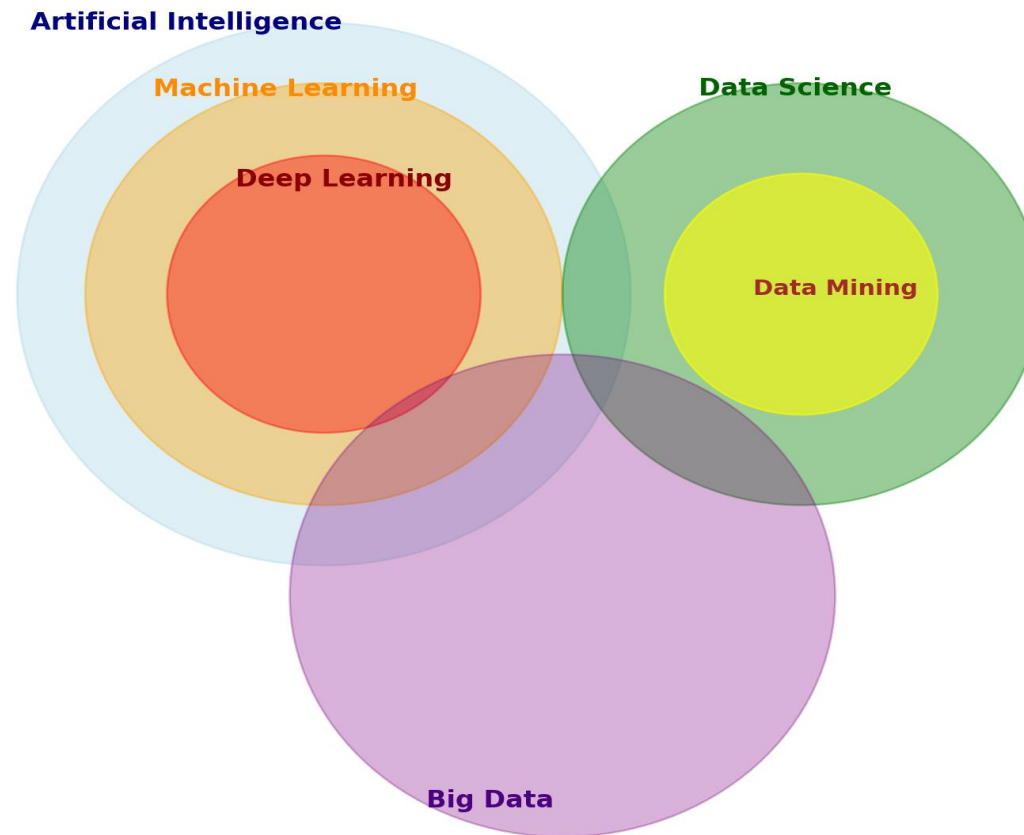 Artificial Intelligence
Machine Learning
Data Science
Deep Learning
Data Mining
Big Data